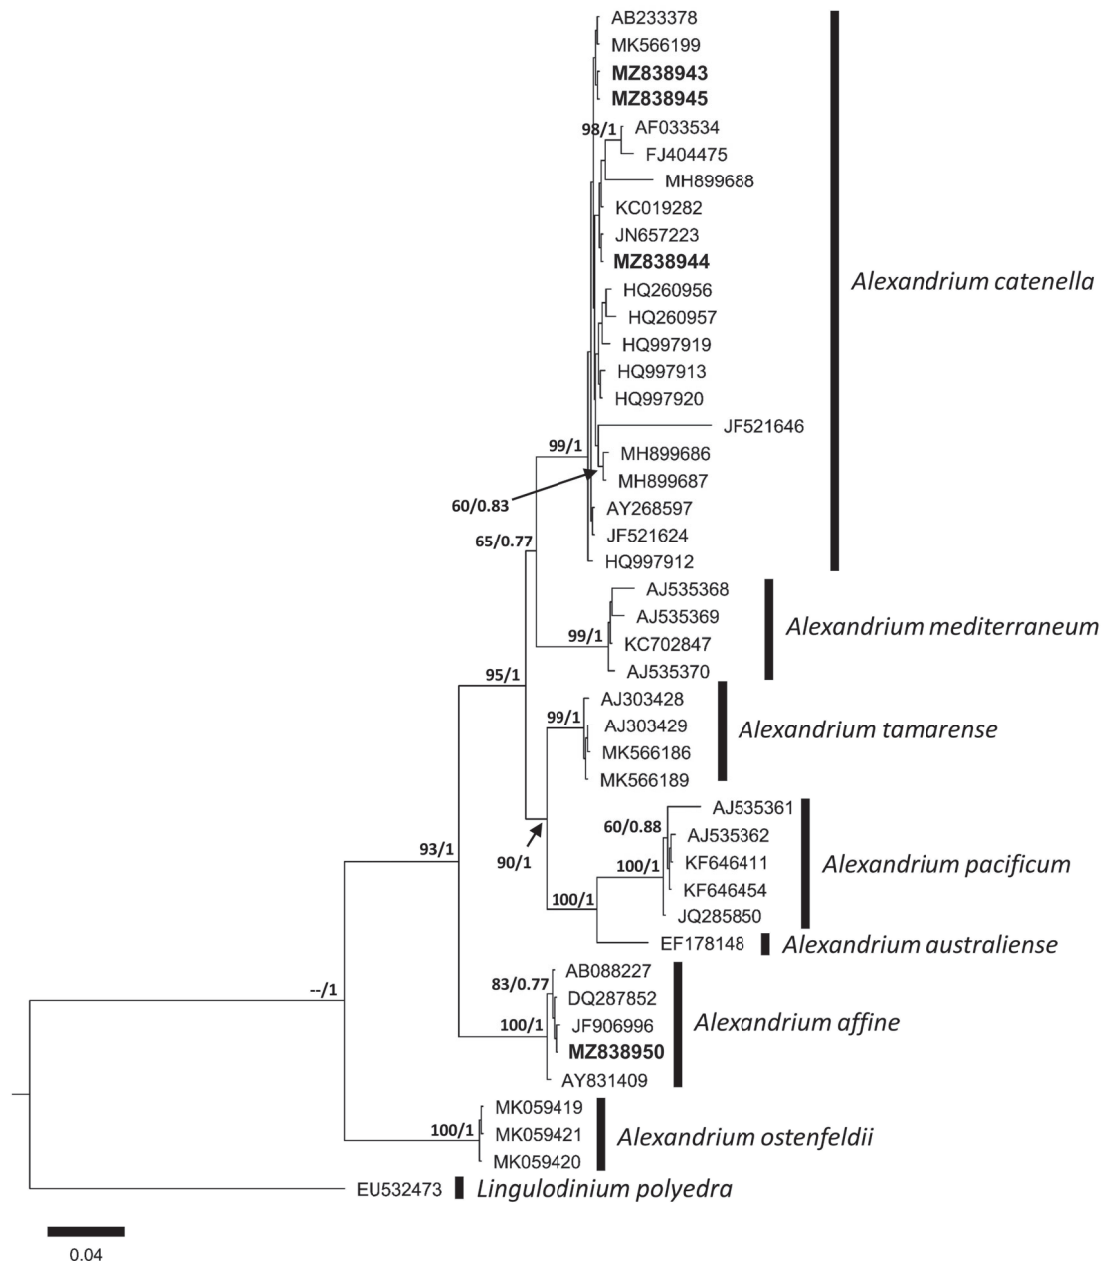 AB233378
MK566199
MZ838943
MZ838945
98/1
AF033534
FJ404475
MH899688
KC019282
JN657223
MZ838944
Alexandrium catenella
HQ260956
HQ260957
HQ997919
HQ997913
HQ997920
JF521646
99/1
MH899686
MH899687
60/0.83
AY268597
JF521624
65/0.77
HQ997912
AJ535368
AJ535369
Alexandrium mediterraneum
99/1
KC702847
AJ535370
95/1
AJ303428
99/1
AJ303429
Alexandrium tamarense
MK566186
MK566189
AJ535361
60/0.88
AJ535362
93/1
90/1
KF646411
Alexandrium pacificum
100/1
KF646454
100/1
JQ285850
EF178148
Alexandrium australiense
AB088227
83/0.77
--/1
DQ287852
100/1
JF906996
Alexandrium affine
MZ838950
AY831409
MK059419
100/1
MK059421
Alexandrium ostenfeldii
MK059420
EU532473
Lingulodinium polyedra
0.04